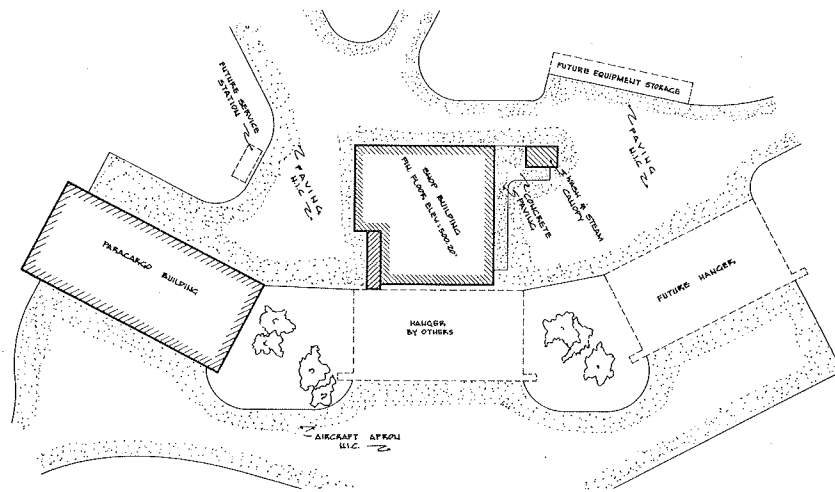 FUTURE SERVICE
STATION
FUTURE EQUIPMENT STORAGE
PAVING
N.I.C.
PAVING
N.I.C.
SHOP BUILDING
FIN. FLOOR ELEV. 1500.20'
WASH & STEAM
CANOPY
CONCRETE
PAVING
PARACARGO BUILDING
FUTURE HANGER
HANGER
BY OTHERS
AIRCRAFT APRON
N.I.C.